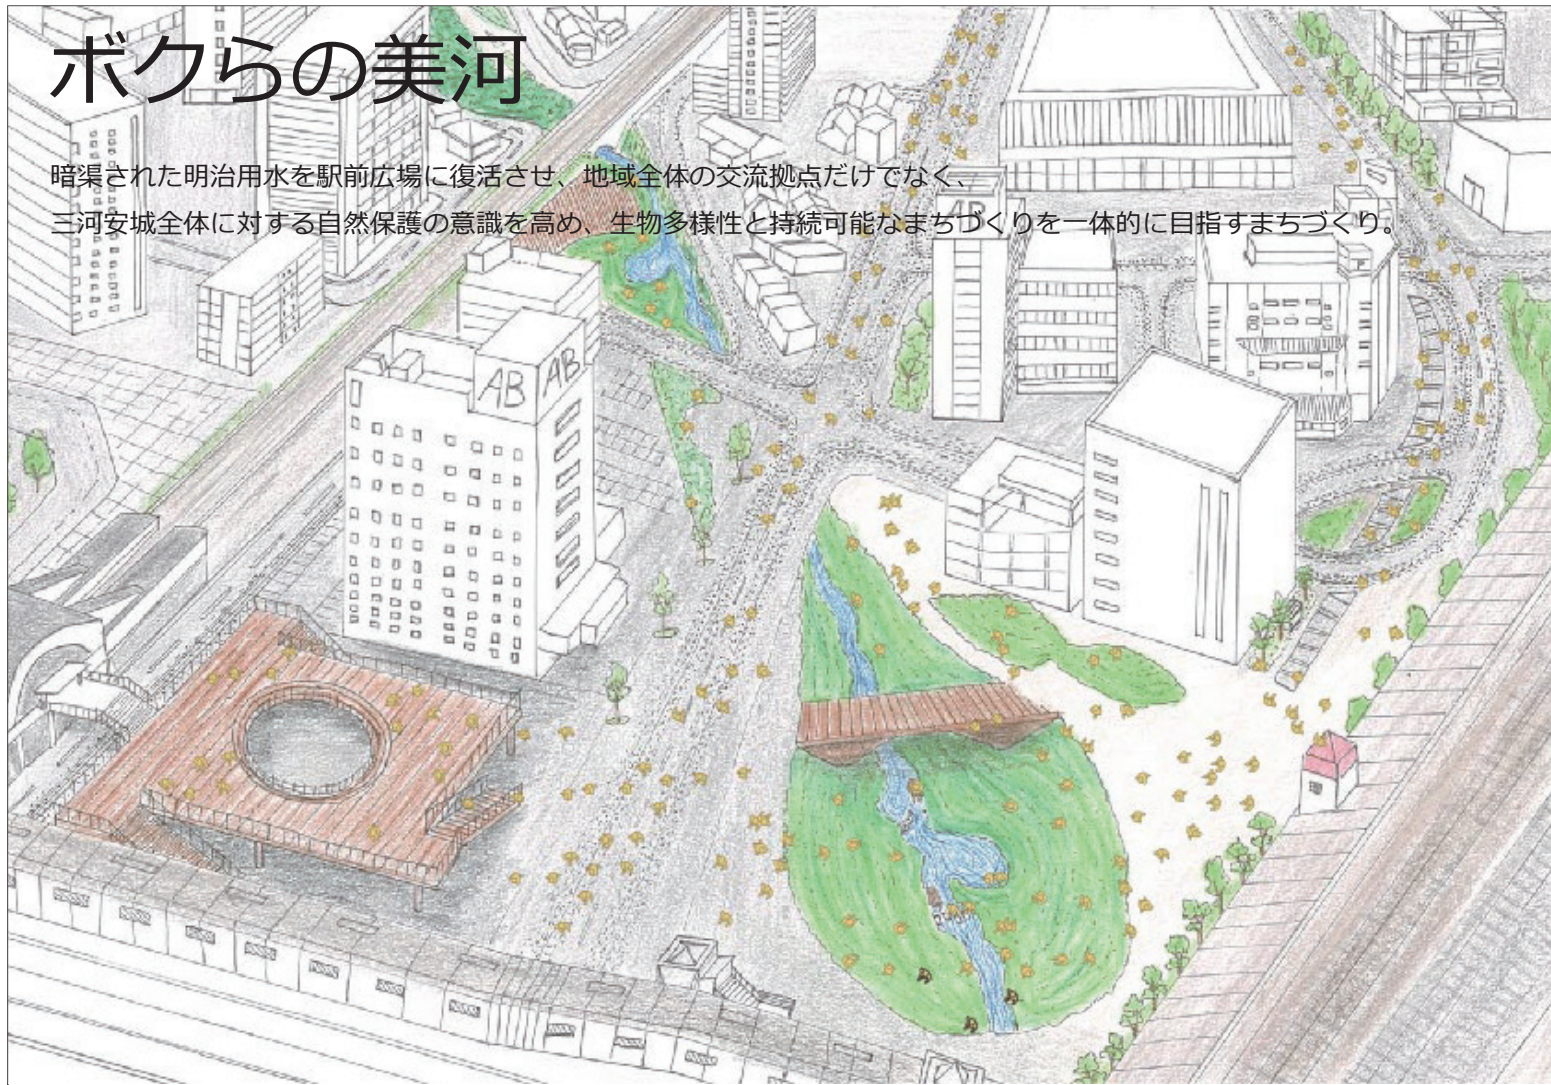 ボクらの美河
暗渠された明治用水を駅前広場に復活させ、地域全体の交流拠点だけでなく、
三河安城全体に対する自然保護の意識を高め、生物多様性と持続可能なまちづくりを一体的に目指すまちづくり。
AB
AB AB